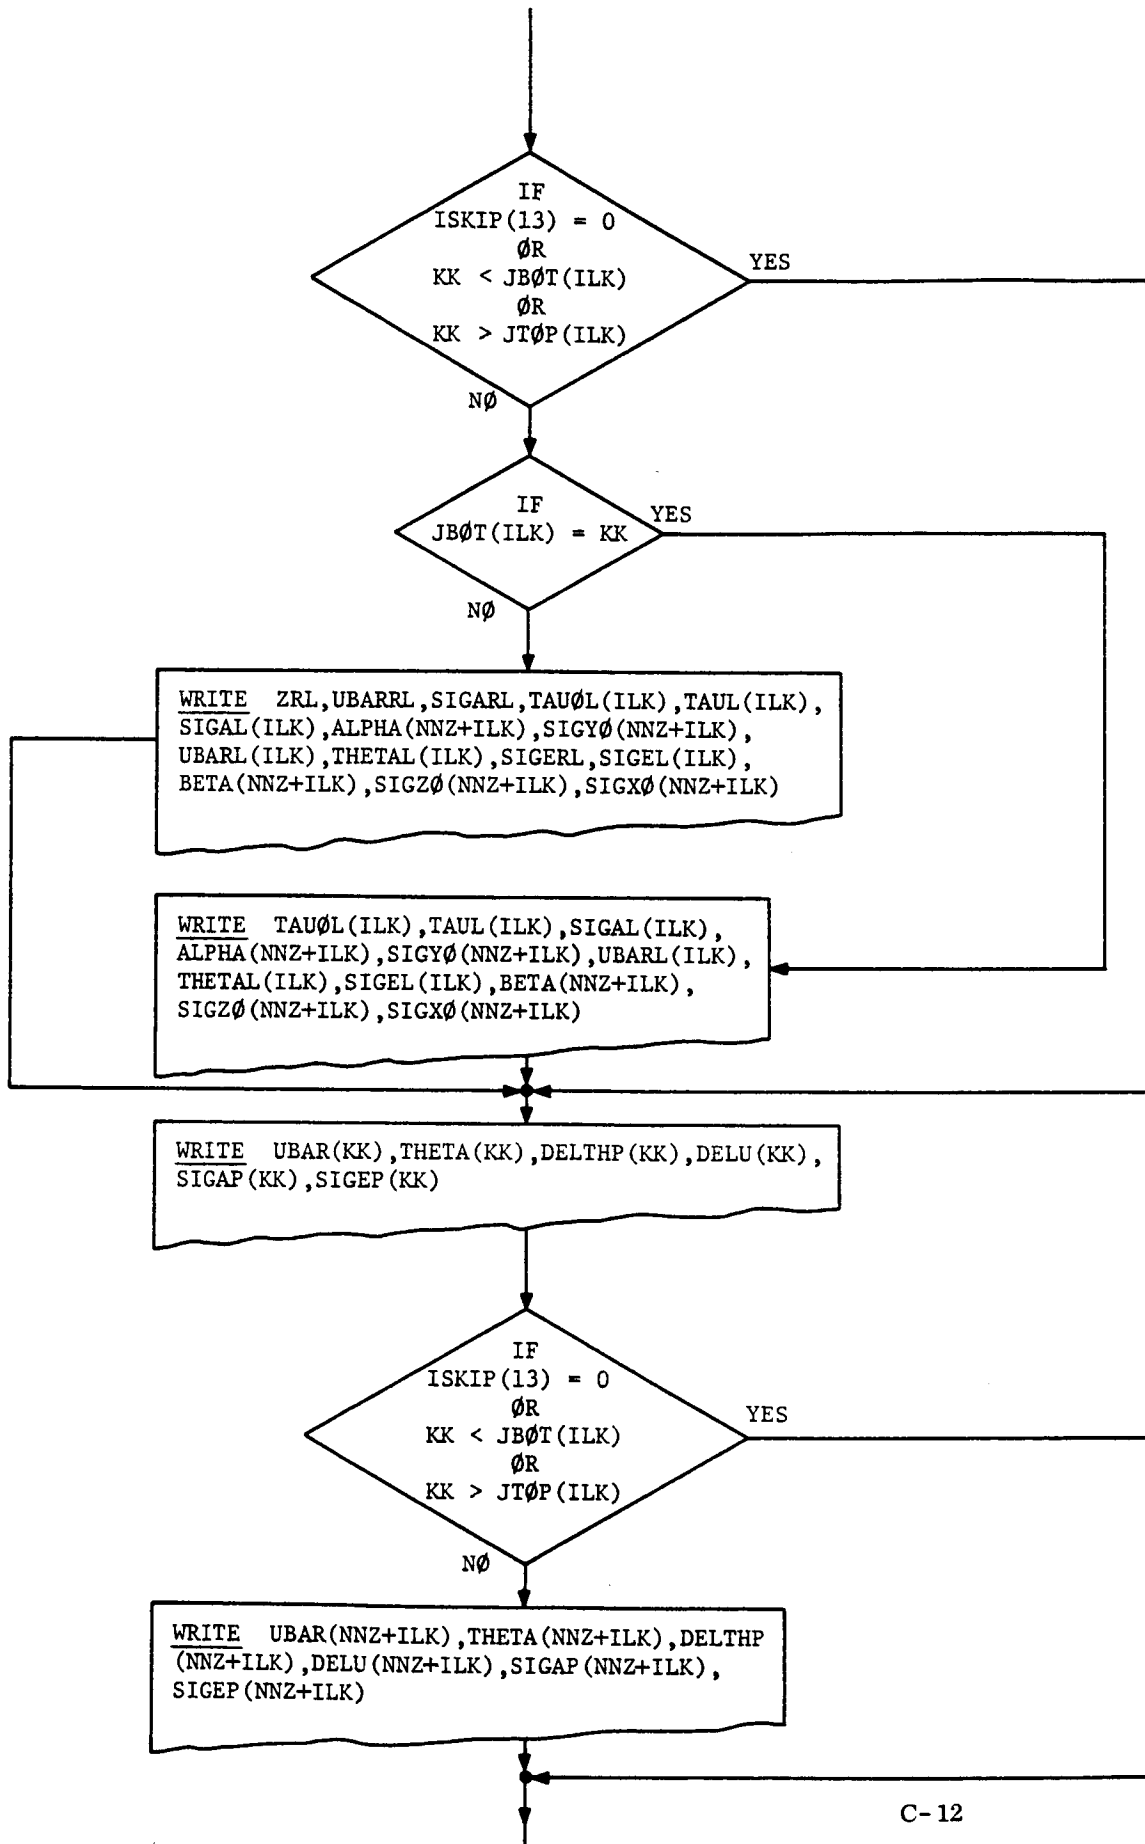 IF
ISKIP(13) = 0
ØR
KK < JBØT(ILK)
ØR
KK > JTØP(ILK)
YES
NØ
IF
JBØT(ILK) = KK
YES
NØ
WRITE ZRL,UBARRL,SIGARL,TAUØL(ILK),TAUL(ILK),
SIGAL(ILK),ALPHA(NNZ+ILK),SIGYØ(NNZ+ILK),
UBARL(ILK),THETAL(ILK),SIGERL,SIGEL(ILK),
BETA(NNZ+ILK),SIGZØ(NNZ+ILK),SIGXØ(NNZ+ILK)
WRITE TAUØL(ILK),TAUL(ILK),SIGAL(ILK),
ALPHA(NNZ+ILK),SIGYØ(NNZ+ILK),UBARL(ILK),
THETAL(ILK),SIGEL(ILK),BETA(NNZ+ILK),
SIGZØ(NNZ+ILK),SIGXØ(NNZ+ILK)
WRITE UBAR(KK),THETA(KK),DELTHP(KK),DELU(KK),
SIGAP(KK),SIGEP(KK)
IF
ISKIP(13) = 0
ØR
KK < JBØT(ILK)
ØR
KK > JTØP(ILK)
YES
NØ
WRITE UBAR(NNZ+ILK),THETA(NNZ+ILK),DELTHP
(NNZ+ILK),DELU(NNZ+ILK),SIGAP(NNZ+ILK),
SIGEP(NNZ+ILK)
C-12